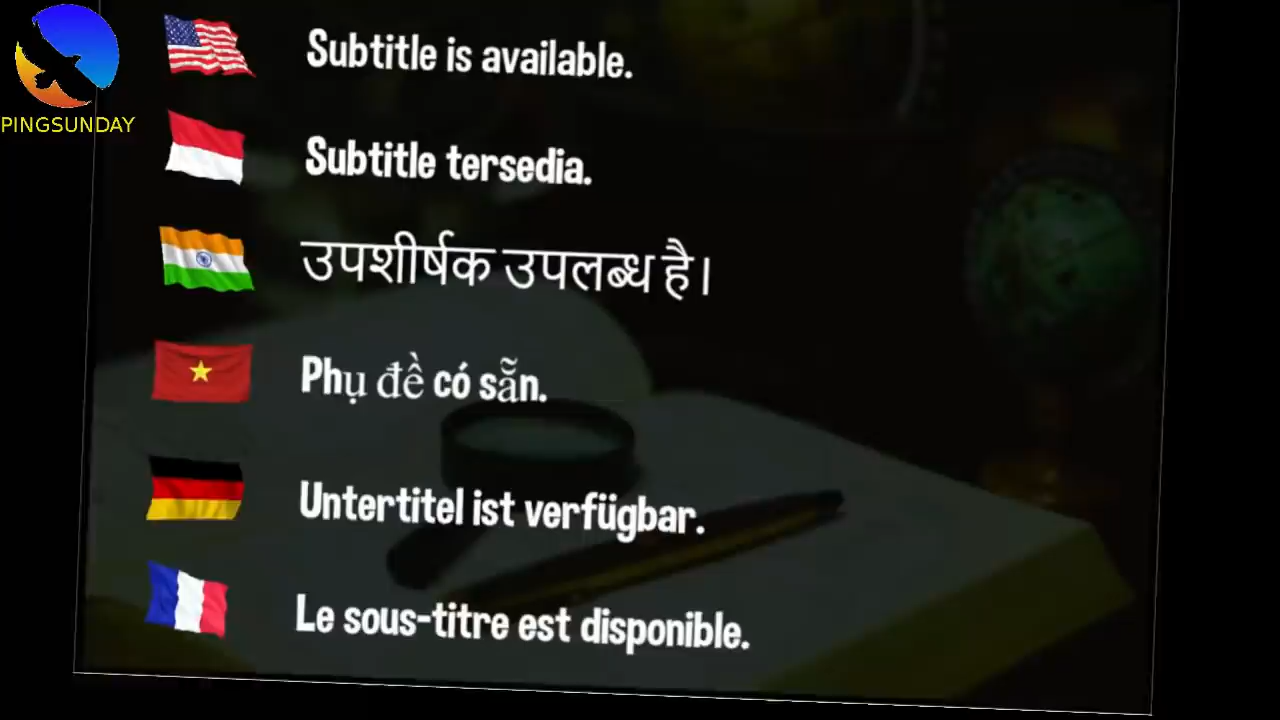 PINGSUNDAY
Subtitle is available.
Subtitle tersedia.
उपशीर्षक उपलब्ध है।
Phụ đề có sẵn.
Untertitel ist verfügbar.
Le sous-titre est disponible.